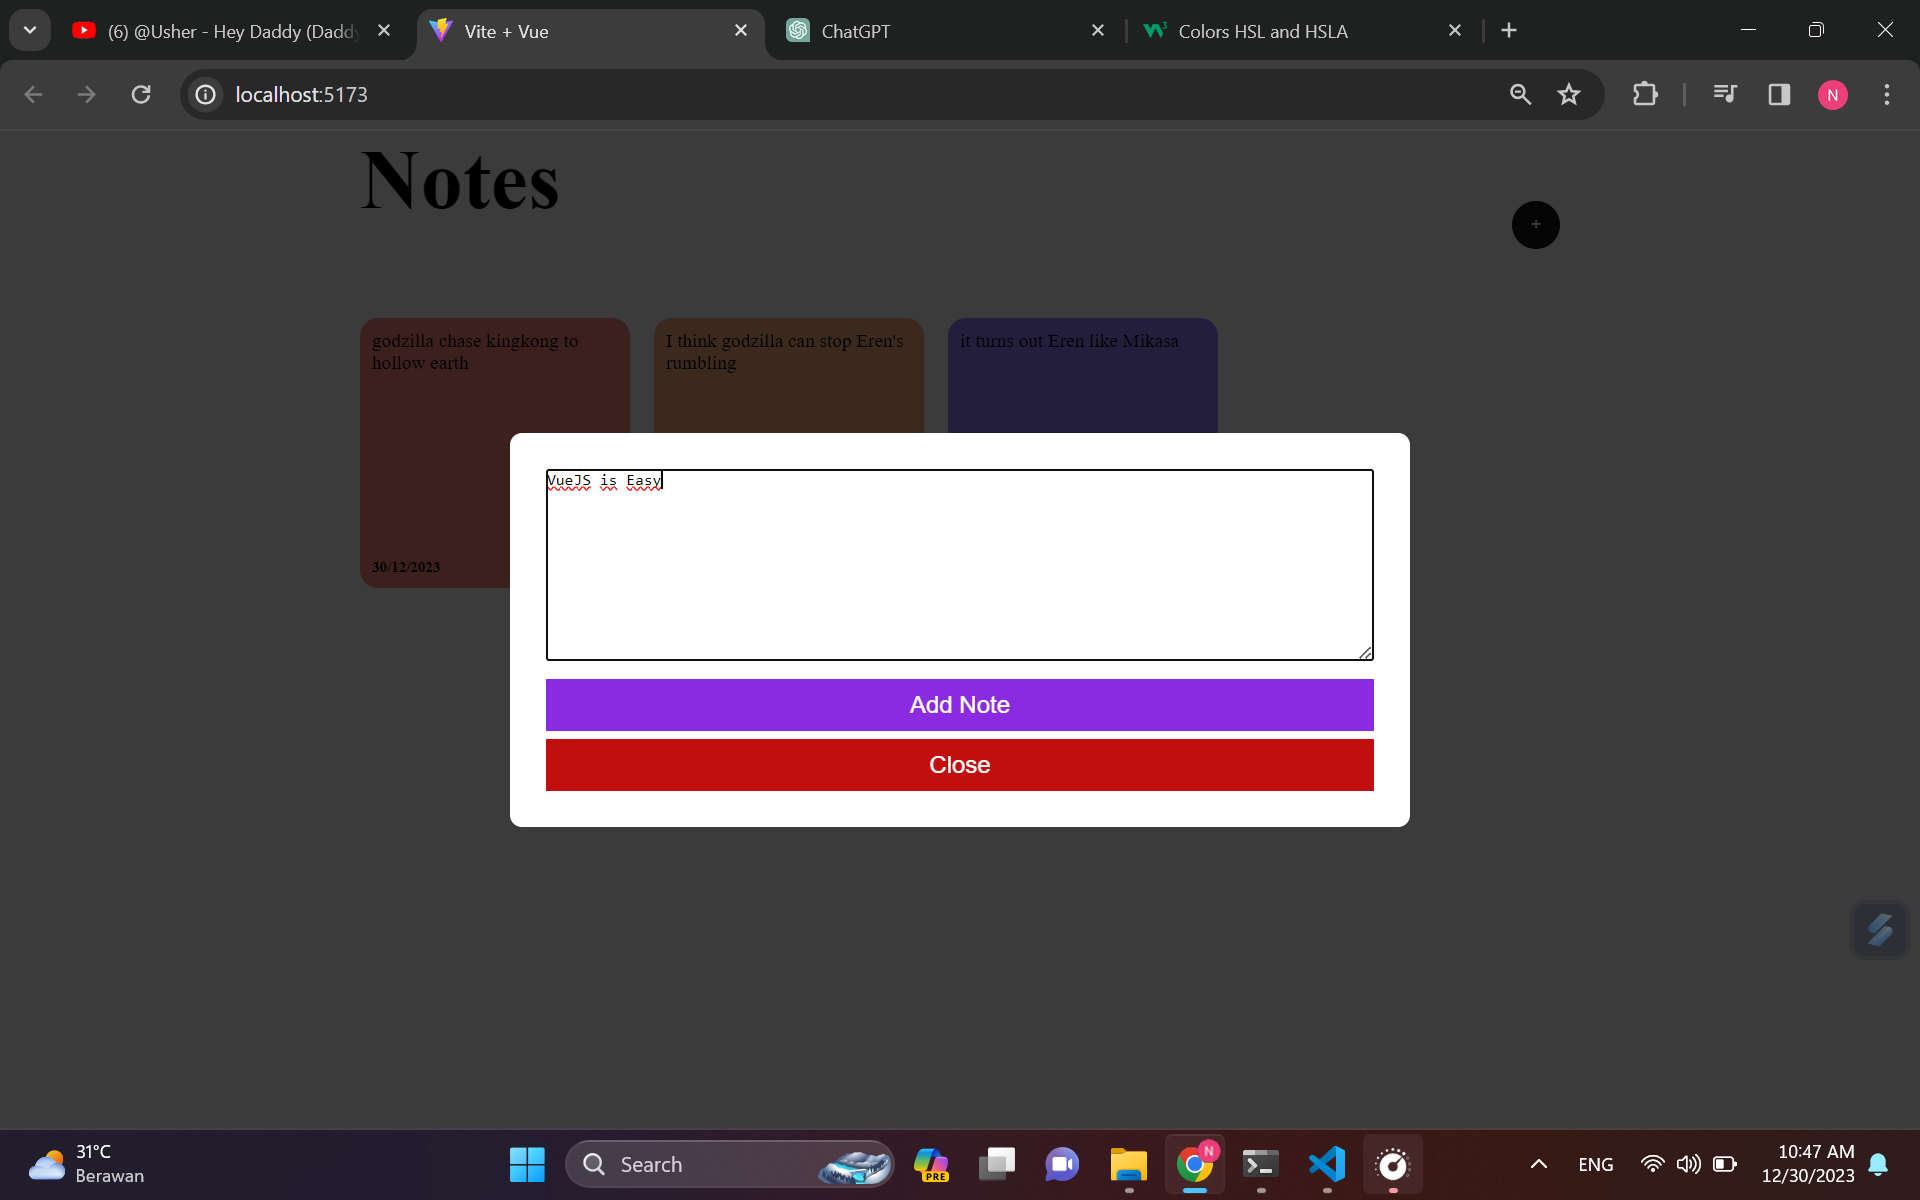 (6) @Usher - Hey Daddy (Daddy
Vite + Vue
ChatGPT
Colors HSL and HSLA
localhost:5173
N
Notes
+
godzilla chase kingkong to
hollow earth
30/12/2023
I think godzilla can stop Eren's
rumbling
it turns out Eren like Mikasa
VueJS is Easy
Add Note
Close
31°C
Berawan
Search
PRE
N
ENG
10:47 AM
12/30/2023